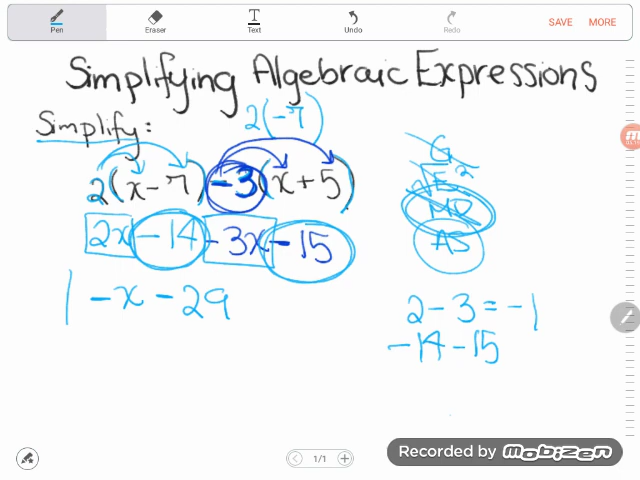 Pen Eraser Text Undo Redo SAVE MORE
Simplifying Algebraic Expressions
Simplify:
2(-7)
2(x-7) -3(x+5)
2x -14 -3x -15
-x - 29
G
√E²
MD
AS
2 - 3 = -1
-14 -15
1/1
Recorded by mobizen